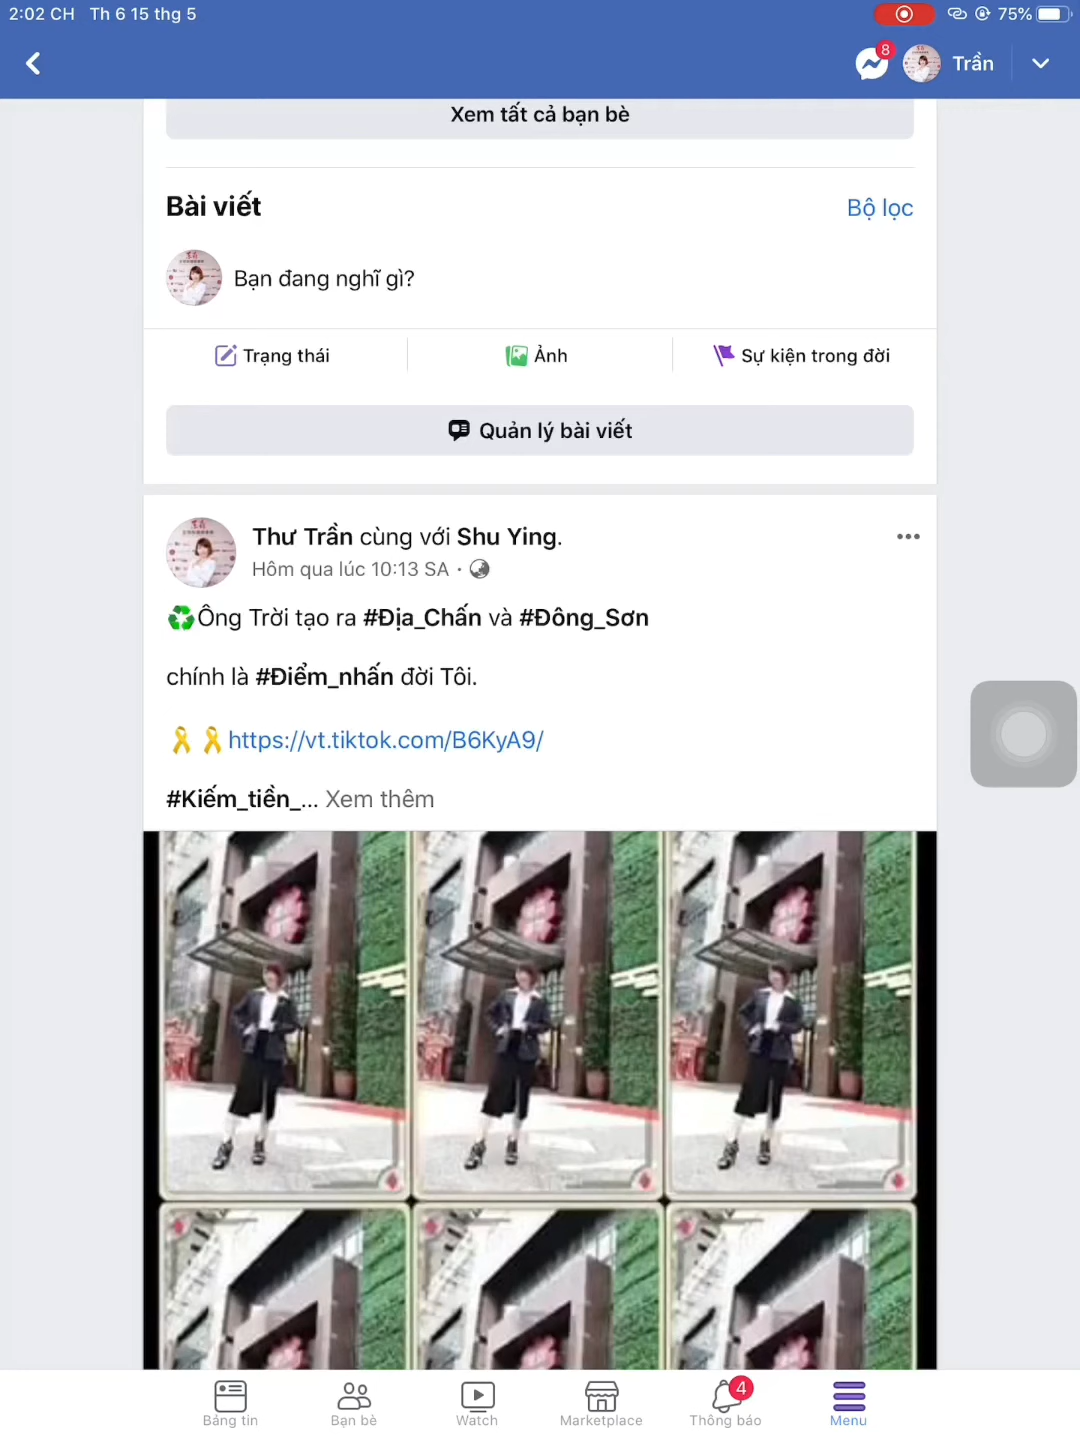 2:02 CH Th 6 15 thg 5
75%
8
Trần
Xem tất cả bạn bè
Bài viết
Bộ lọc
Bạn đang nghĩ gì?
Trạng thái
Ảnh
Sự kiện trong đời
Quản lý bài viết
Thư Trần cùng với Shu Ying.
Hôm qua lúc 10:13 SA ·
Ông Trời tạo ra #Địa_Chấn và #Đông_Sơn
chính là #Điểm_nhấn đời Tôi.
https://vt.tiktok.com/B6KyA9/
#Kiếm_tiền_... Xem thêm
4
Bảng tin
Bạn bè
Watch
Marketplace
Thông báo
Menu